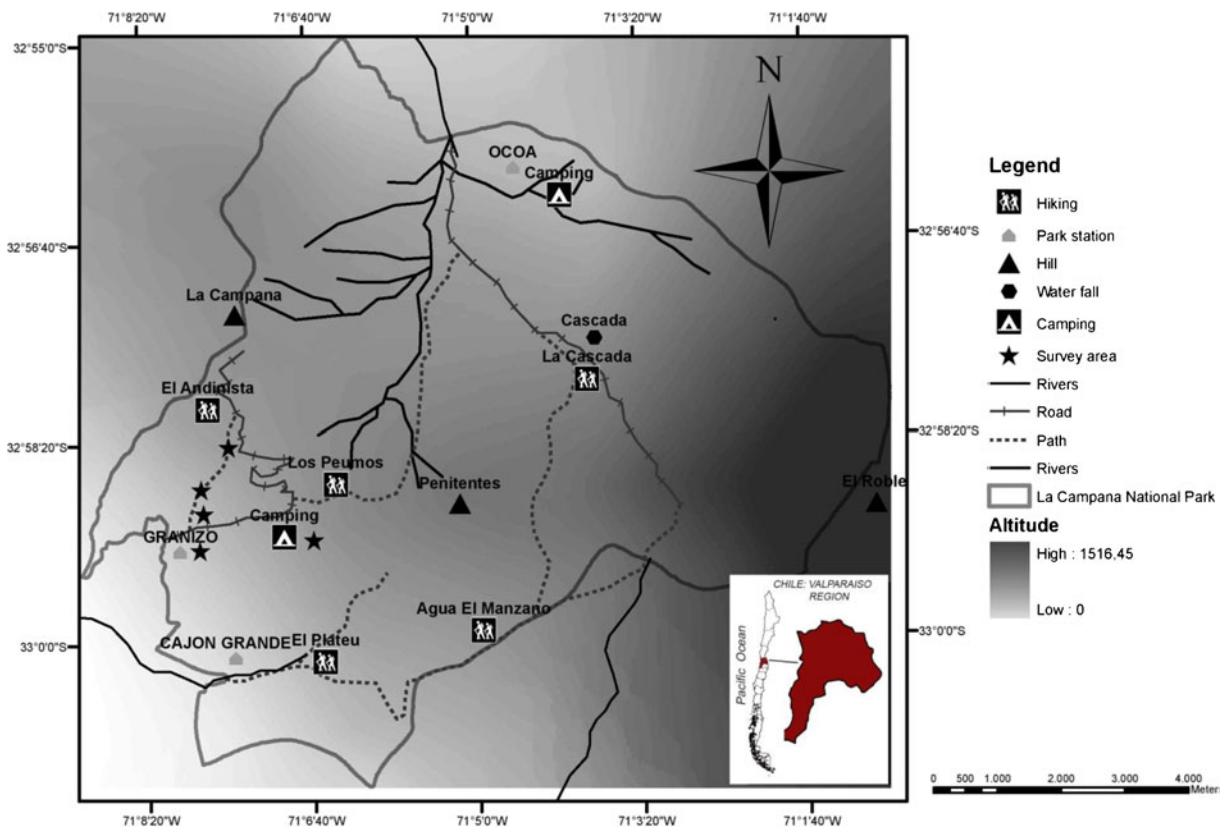 71°8'20"W 71°6'40"W 71°5'0"W 71°3'20"W 71°1'40"W
32°55'0"S
N
OCOA
Camping
32°56'40"S
32°56'40"S
La Campana
Cascada
La Cascada
El Andinista
32°58'20"S
32°58'20"S
Los Peumos
Penitentes
El Roble
Camping
GRANIZO
Agua El Manzano
CAJON GRANDE
El Plateu
33°0'0"S
33°0'0"S
CHILE: VALPARAISO
REGION
Pacific Ocean
71°8'20"W 71°6'40"W 71°5'0"W 71°3'20"W 71°1'40"W
Legend
Hiking
Park station
Hill
Water fall
Camping
Survey area
Rivers
Road
Path
Rivers
La Campana National Park
Altitude
High : 1516,45
Low : 0
0 500 1.000 2.000 3.000 4.000
Meters